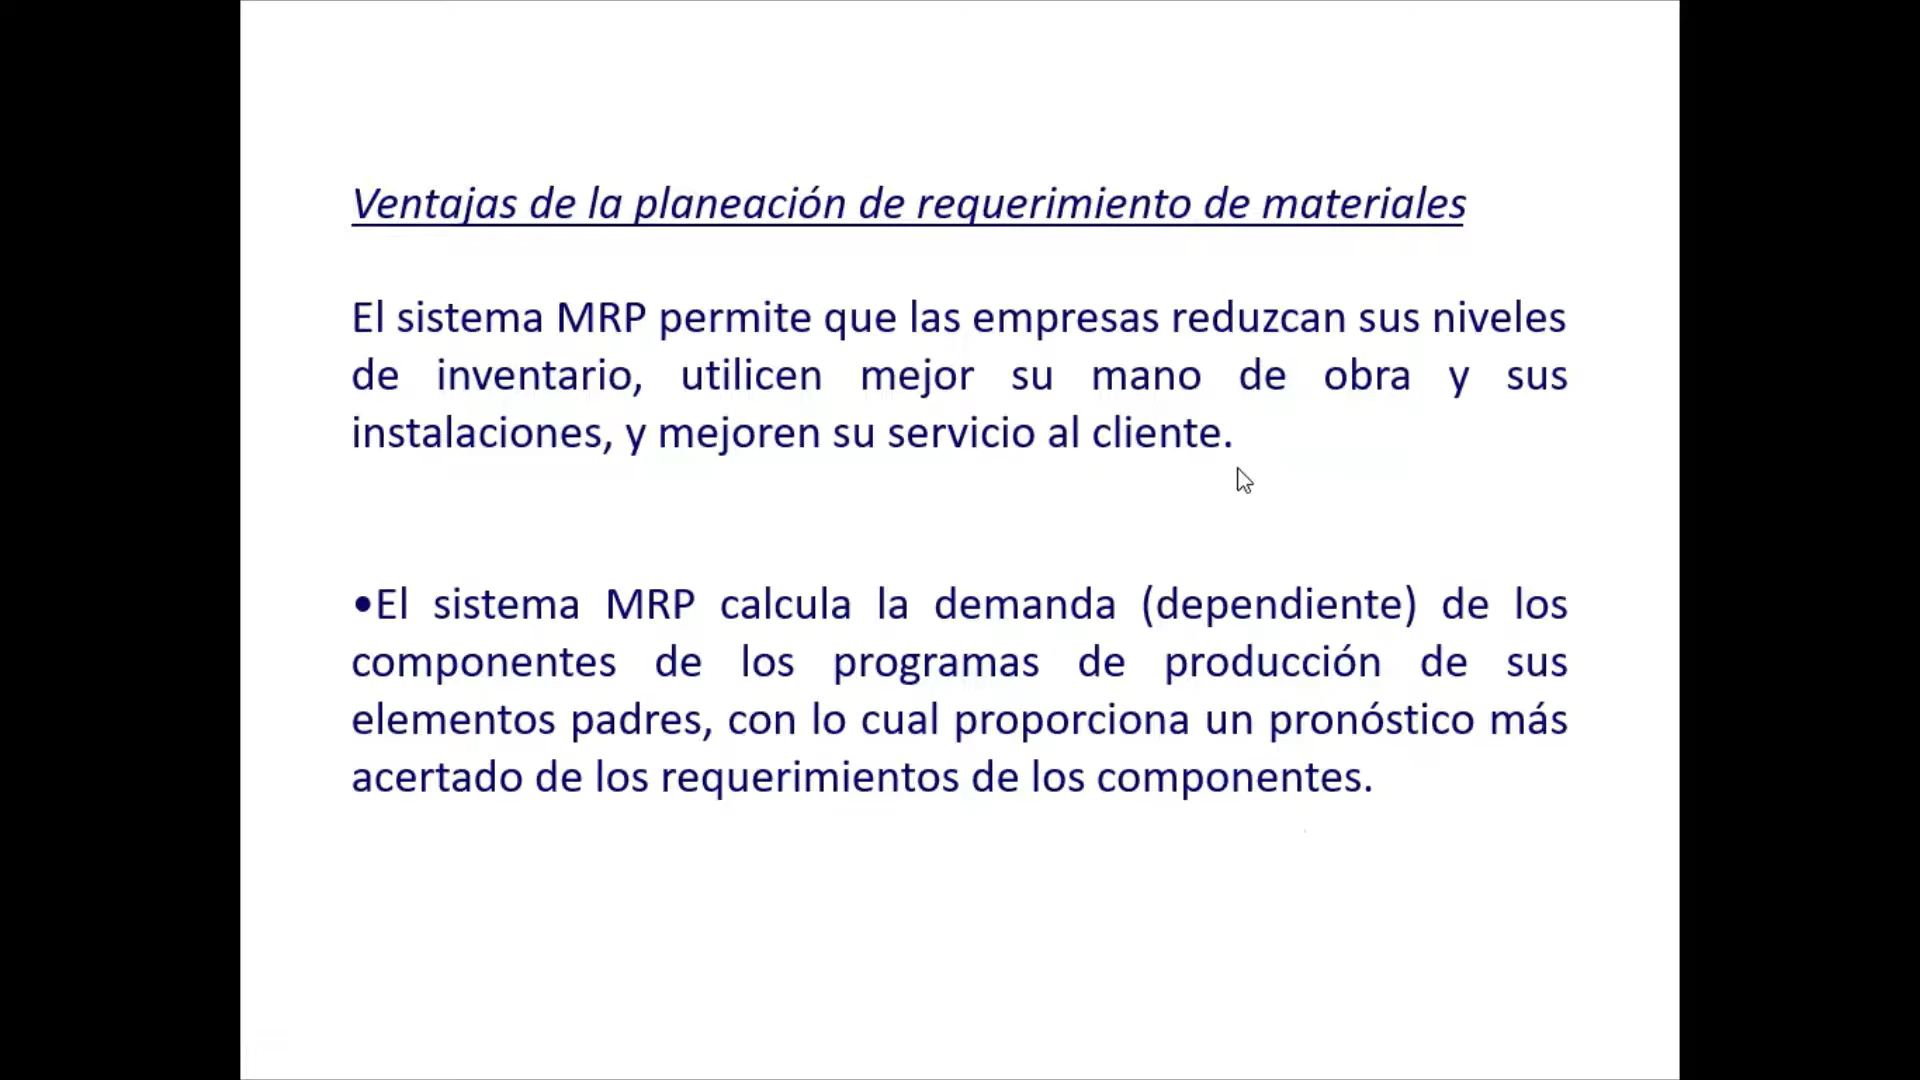 Ventajas de la planeación de requerimiento de materiales
El sistema MRP permite que las empresas reduzcan sus niveles
de inventario, utilicen mejor su mano de obra y sus
instalaciones, y mejoren su servicio al cliente.
•El sistema MRP calcula la demanda (dependiente) de los
componentes de los programas de producción de sus
elementos padres, con lo cual proporciona un pronóstico más
acertado de los requerimientos de los componentes.